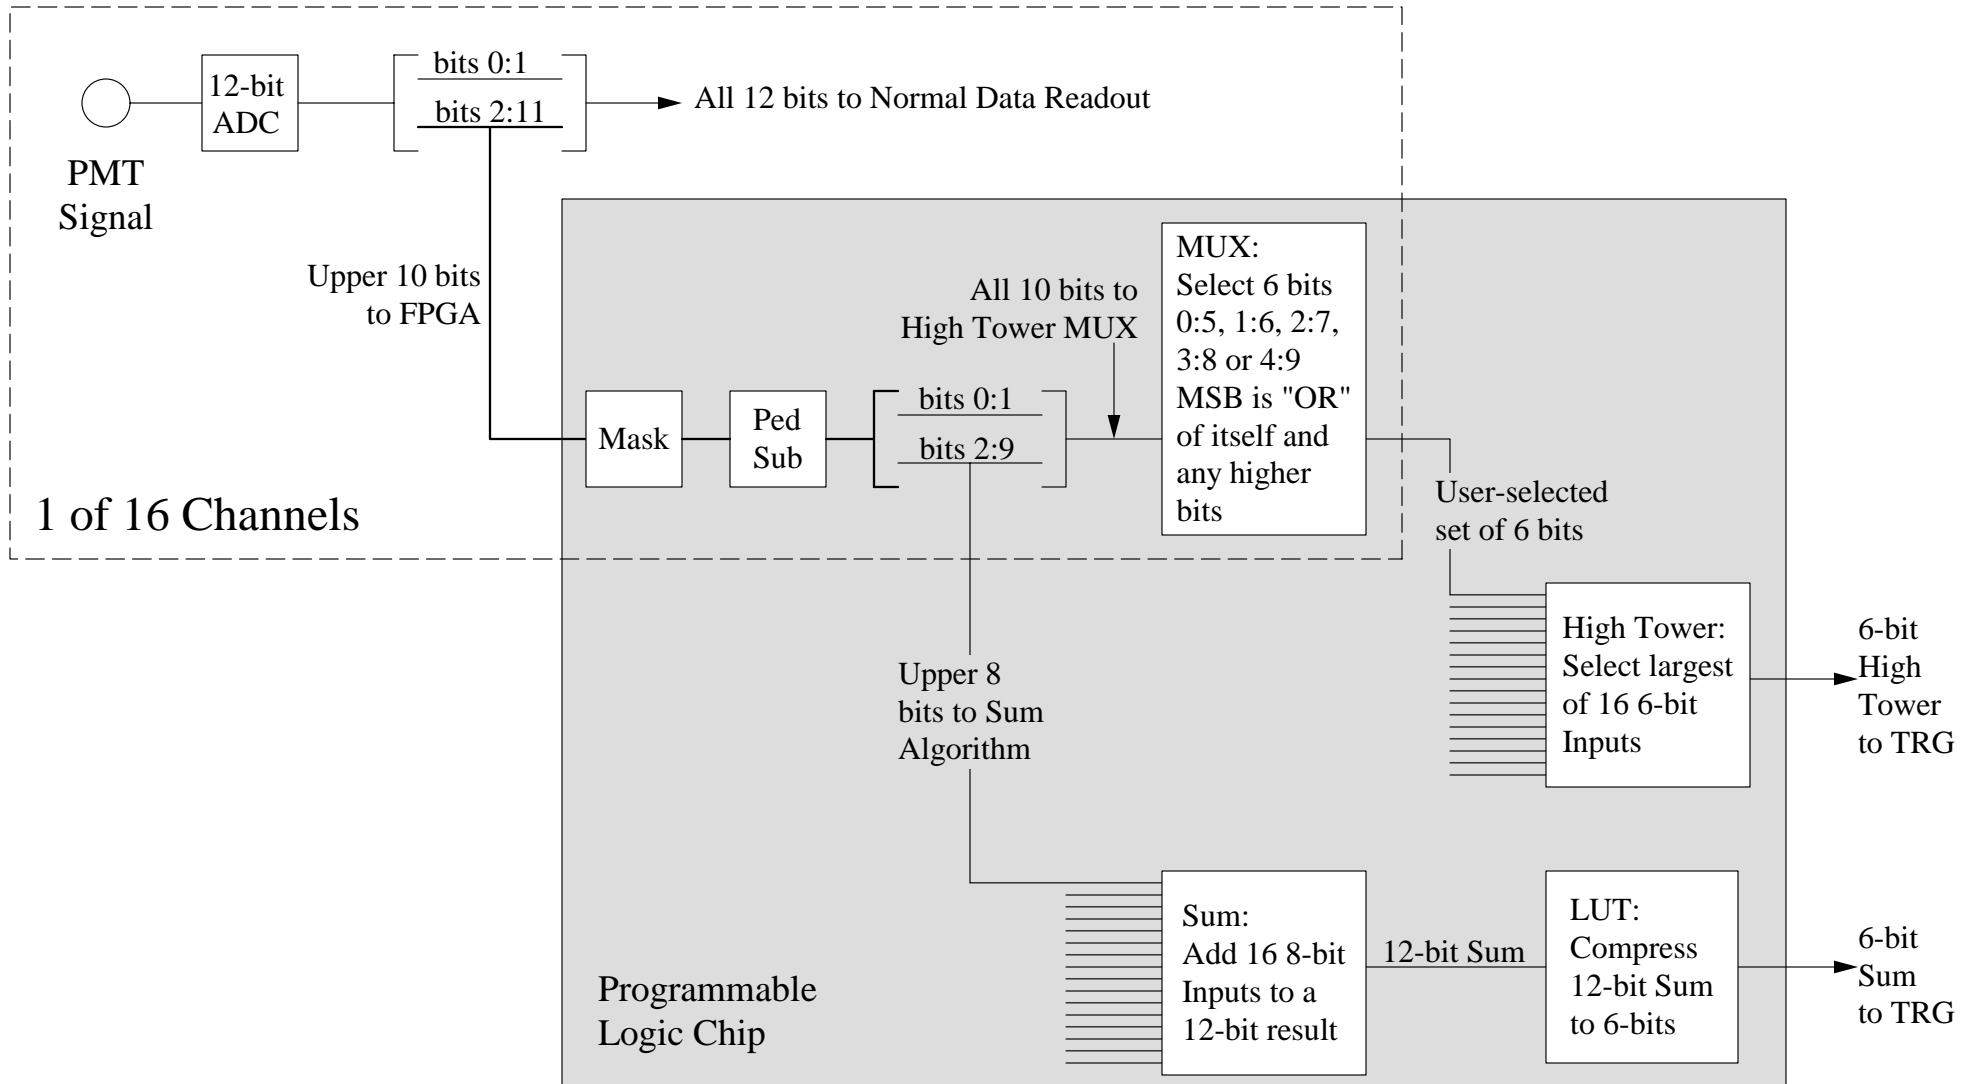 12-bit
ADC
bits 0:1
bits 2:11
All 12 bits to Normal Data Readout
PMT
Signal
Upper 10 bits
to FPGA
1 of 16 Channels
Mask
Ped
Sub
bits 0:1
bits 2:9
All 10 bits to
High Tower MUX
MUX:
Select 6 bits
0:5, 1:6, 2:7,
3:8 or 4:9
MSB is "OR"
of itself and
any higher
bits
User-selected
set of 6 bits
High Tower:
Select largest
of 16 6-bit
Inputs
6-bit
High
Tower
to TRG
Upper 8
bits to Sum
Algorithm
Sum:
Add 16 8-bit
Inputs to a
12-bit result
12-bit Sum
LUT:
Compress
12-bit Sum
to 6-bits
6-bit
Sum
to TRG
Programmable
Logic Chip